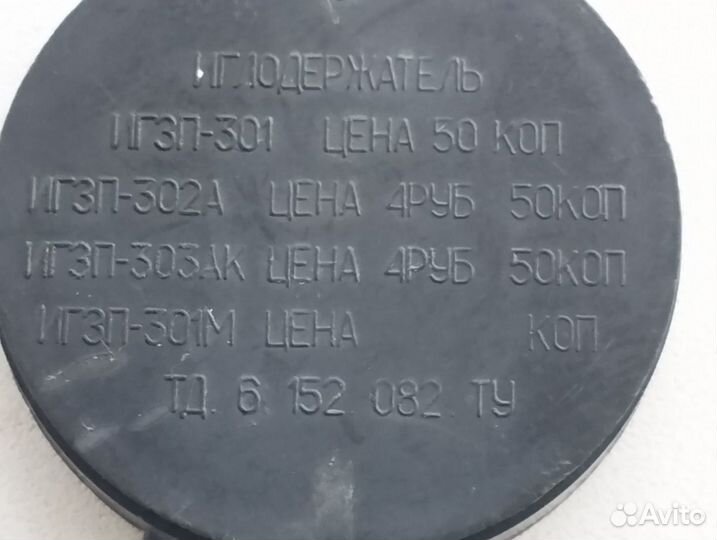 ИГЛОДЕРЖАТЕЛЬ
ИГЗП-301 ЦЕНА 50 КОП
ИГЗП-302А ЦЕНА 4РУБ 50КОП
ИГЗП-303АК ЦЕНА 4РУБ 50КОП
ИГЗП-301М ЦЕНА КОП
ТД. 6. 152. 082. ТУ
Avito